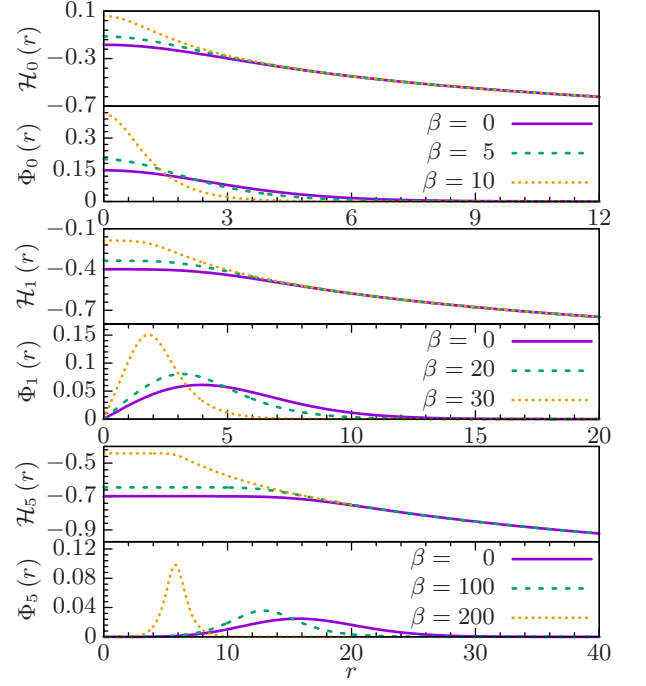 0.1
−0.3
−0.7
ℋ₀ (r)
0.3
0.15
0
Φ₀ (r)
β = 0
β = 5
β = 10
0 3 6 9 12
−0.1
−0.4
−0.7
ℋ₁ (r)
0.15
0.10
0.05
0
Φ₁ (r)
β = 0
β = 20
β = 30
0 5 10 15 20
−0.5
−0.7
−0.9
ℋ₅ (r)
0.12
0.08
0.04
0
Φ₅ (r)
β = 0
β = 100
β = 200
0 10 20 30 40
r